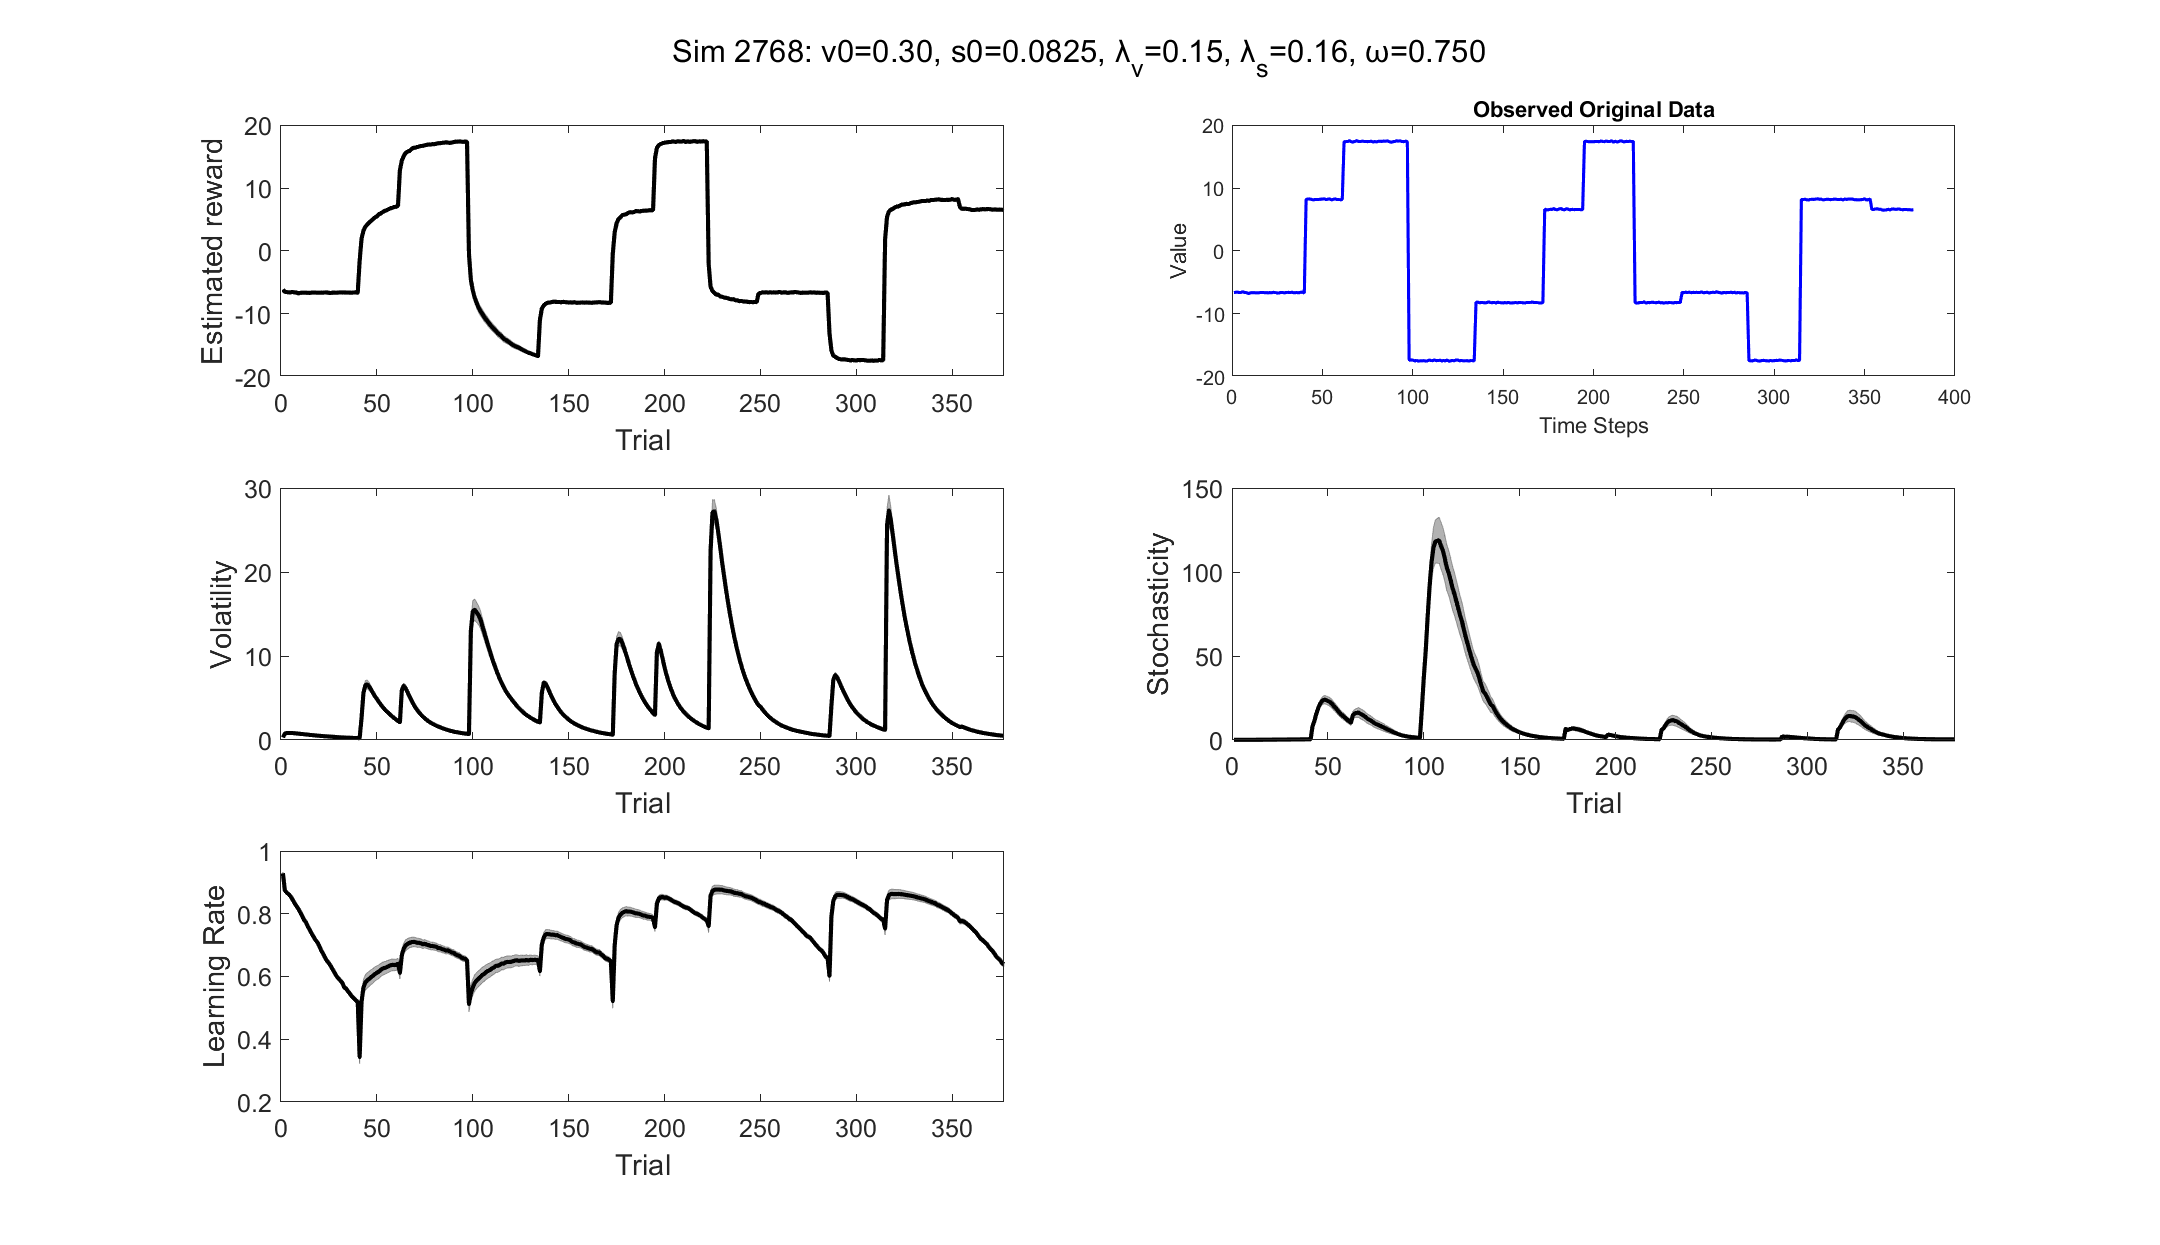 Sim 2768: v0=0.30, s0=0.0825, λ_v=0.15, λ_s=0.16, ω=0.750
20
10
0
-10
-20
Estimated reward
0 50 100 150 200 250 300 350
Trial
Observed Original Data
20
10
0
-10
-20
Value
0 50 100 150 200 250 300 350 400
Time Steps
30
20
10
0
Volatility
0 50 100 150 200 250 300 350
Trial
150
100
50
0
Stochasticity
0 50 100 150 200 250 300 350
Trial
1
0.8
0.6
0.4
0.2
Learning Rate
0 50 100 150 200 250 300 350
Trial